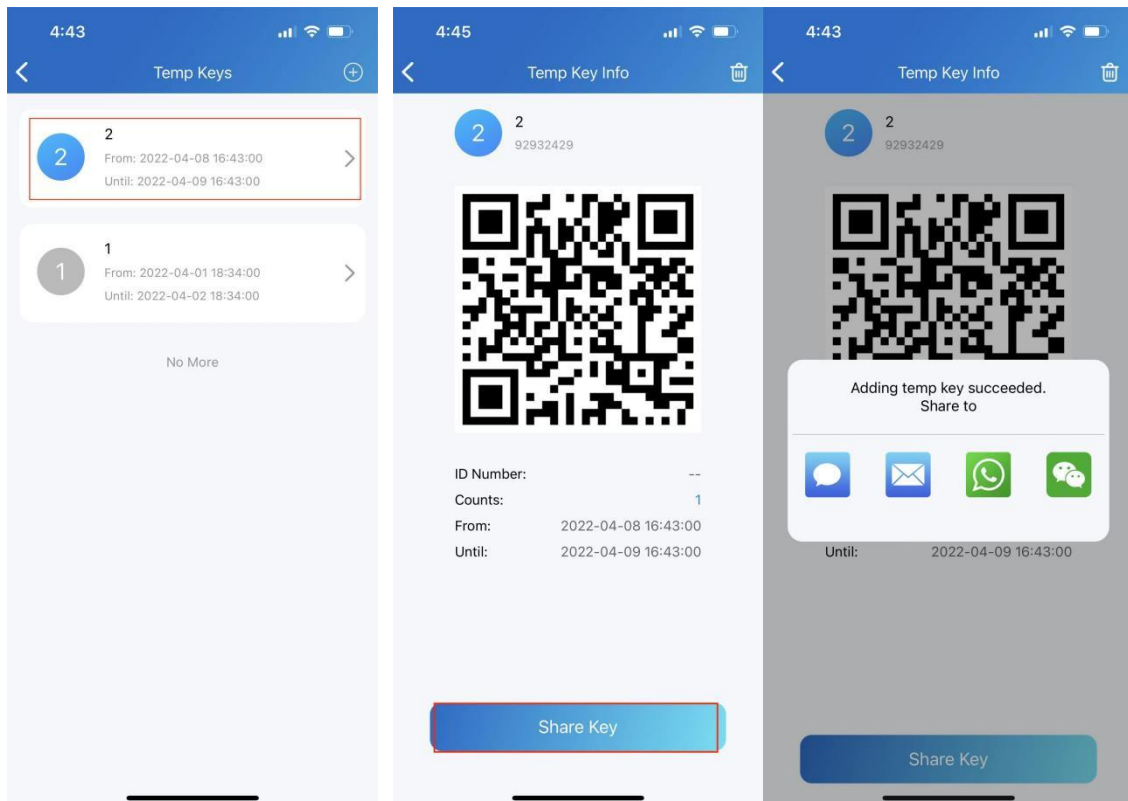 4:43
Temp Keys
2
2
From: 2022-04-08 16:43:00
Until: 2022-04-09 16:43:00
1
1
From: 2022-04-01 18:34:00
Until: 2022-04-02 18:34:00
No More
4:45
Temp Key Info
2
2
92932429
ID Number: --
Counts: 1
From: 2022-04-08 16:43:00
Until: 2022-04-09 16:43:00
Share Key
4:43
Temp Key Info
2
2
92932429
Adding temp key succeeded.
Share to
Until: 2022-04-09 16:43:00
Share Key